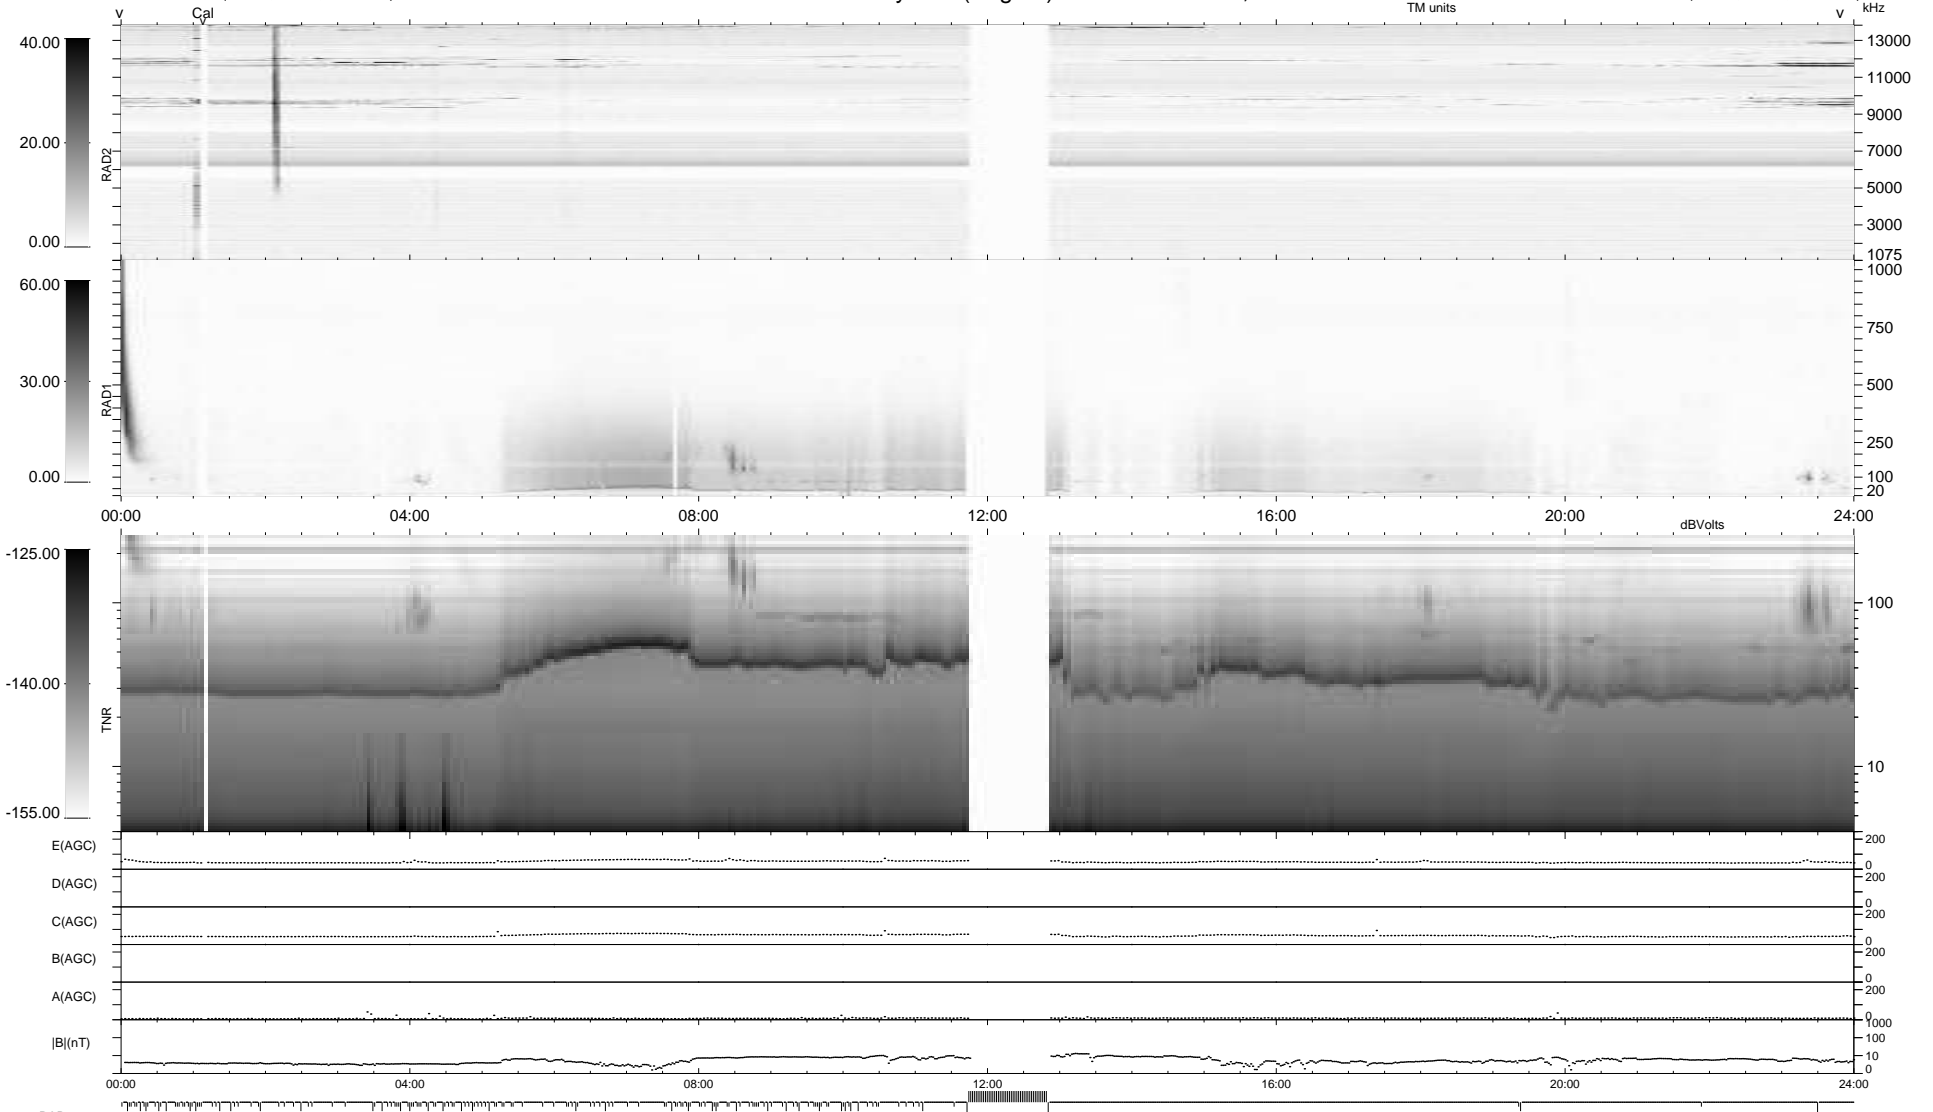 v Cal v TM units v kHz
40.00
20.00
0.00
RAD2
13000
11000
9000
7000
5000
3000
1075
60.00
30.00
0.00
RAD1
1000
750
500
250
100
20
00:00 04:00 08:00 12:00 16:00 20:00 24:00
dBVolts
-125.00
-140.00
-155.00
TNR
100
10
E(AGC) 200
0
D(AGC) 200
0
C(AGC) 200
0
B(AGC) 200
0
A(AGC) 200
0
|B|(nT) 1000
100
10
0
00:00 04:00 08:00 12:00 16:00 20:00 24:00